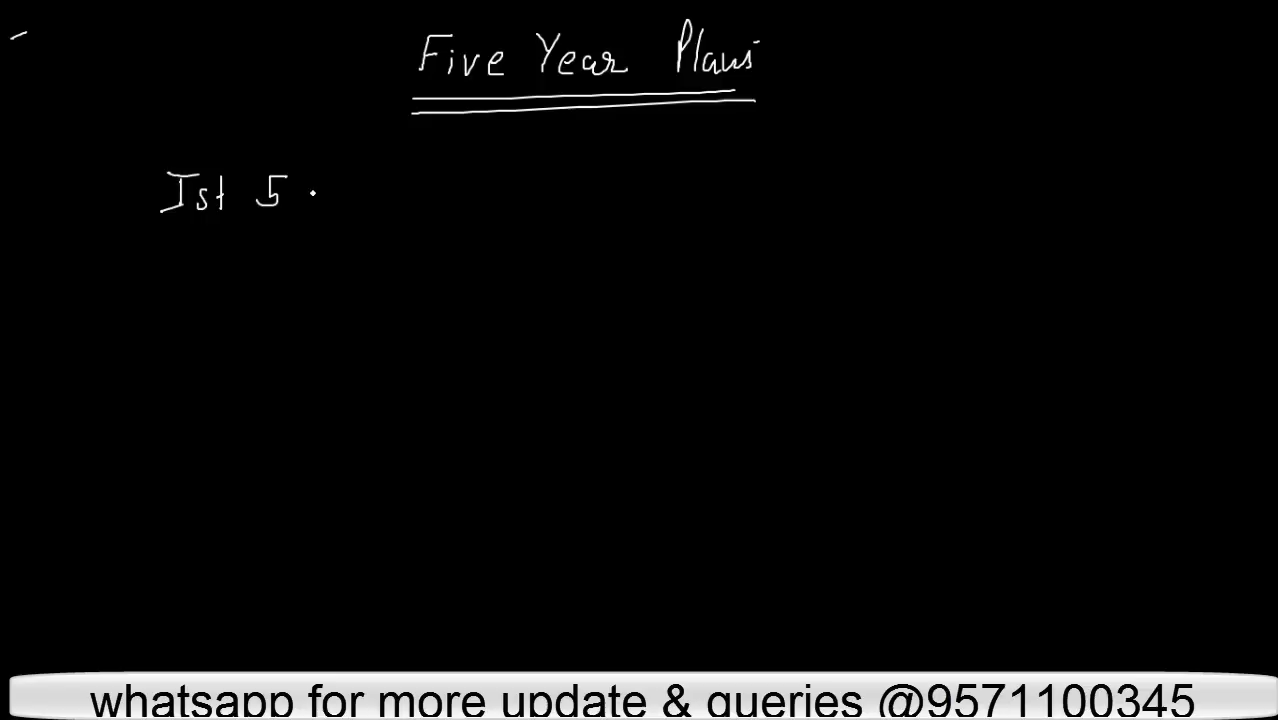 Five Year Plans
Ist 5
whatsapp for more update & queries @9571100345